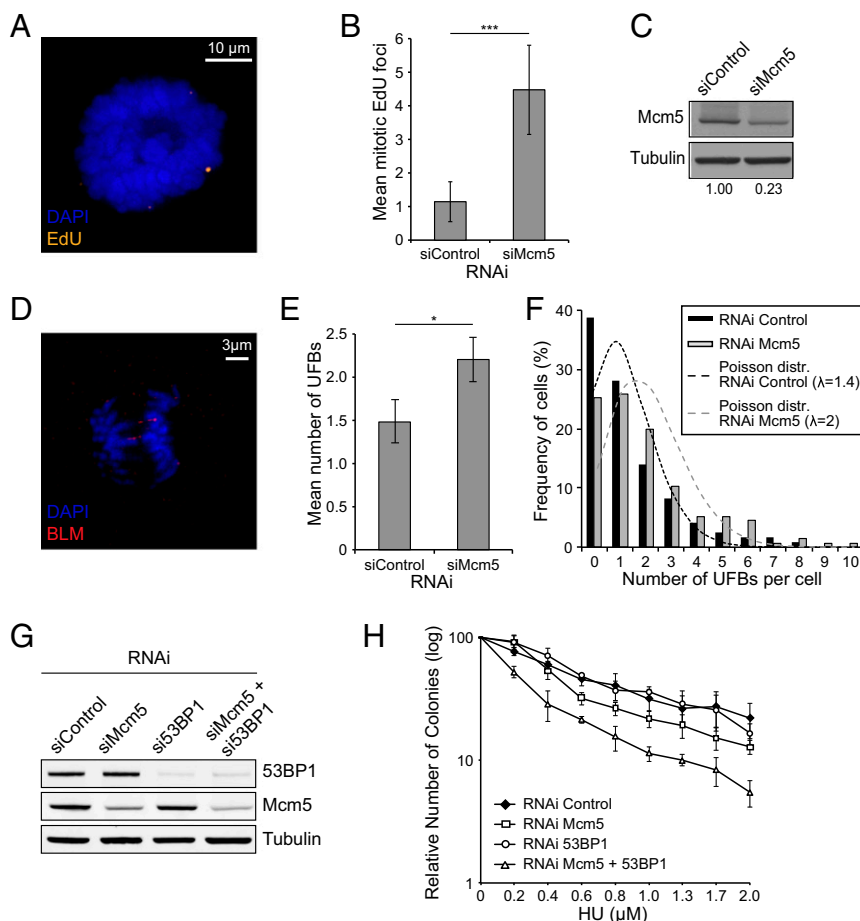 A
10 µm
DAPI
EdU
B
***
Mean mitotic EdU foci
6
5
4
3
2
1
0
siControl
siMcm5
RNAi
C
siControl
siMcm5
Mcm5
Tubulin
1.00
0.23
D
3µm
DAPI
BLM
E
*
Mean number of UFBs
2.5
2.0
1.5
1.0
0.5
0
siControl
siMcm5
RNAi
F
Frequency of cells (%)
40
30
20
10
0
RNAi Control
RNAi Mcm5
Poisson distr.
RNAi Control (λ=1.4)
Poisson distr.
RNAi Mcm5 (λ=2)
0 1 2 3 4 5 6 7 8 9 10
Number of UFBs per cell
G
RNAi
siControl
siMcm5
si53BP1
siMcm5 +
si53BP1
53BP1
Mcm5
Tubulin
H
Relative Number of Colonies (log)
100
10
1
RNAi Control
RNAi Mcm5
RNAi 53BP1
RNAi Mcm5 + 53BP1
0 0.2 0.4 0.6 0.8 1.0 1.3 1.7 2.0
HU (µM)